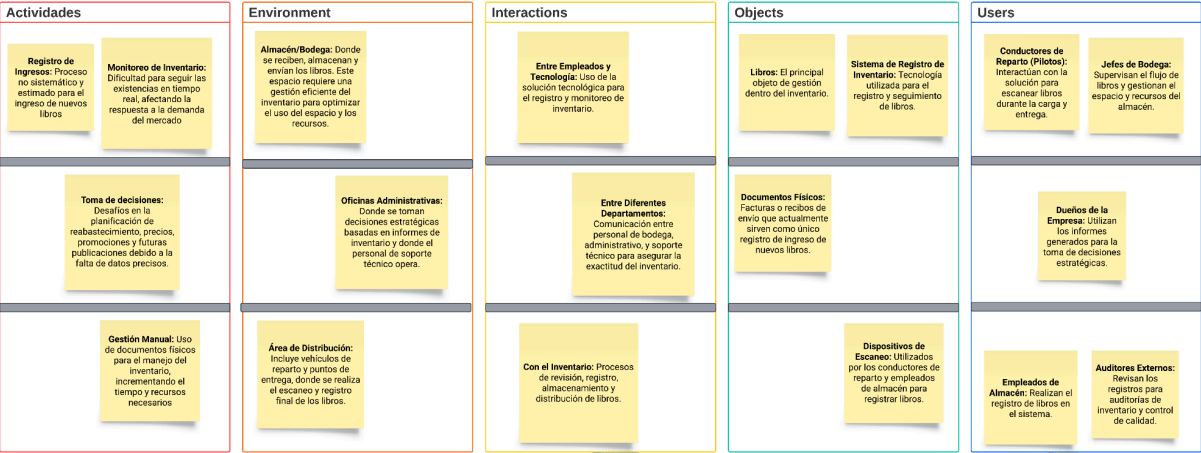 Actividades
Registro de
Ingresos: Proceso
no sistemático y
estimado para el
ingreso de nuevos
libros
Monitoreo de Inventario:
Dificultad para seguir las
existencias en tiempo
real, afectando la
respuesta a la demanda
del mercado
Toma de decisiones:
Desafíos en la
planificación de
reabastecimiento, precios,
promociones y futuras
publicaciones debido a la
falta de datos precisos.
Gestión Manual: Uso
de documentos físicos
para el manejo del
inventario,
incrementando el
tiempo y recursos
necesarios
Environment
Almacén/Bodega: Donde
se reciben, almacenan y
envían los libros. Este
espacio requiere una
gestión eficiente del
inventario para optimizar
el uso del espacio y los
recursos.
Oficinas Administrativas:
Donde se toman
decisiones estratégicas
basadas en informes de
inventario y donde el
personal de soporte
técnico opera.
Área de Distribución:
Incluye vehículos de
reparto y puntos de
entrega, donde se realiza
el escaneo y registro
final de los libros.
Interactions
Entre Empleados y
Tecnología: Uso de la
solución tecnológica para
el registro y monitoreo de
inventario.
Entre Diferentes
Departamentos:
Comunicación entre
personal de bodega,
administrativo, y soporte
técnico para asegurar la
exactitud del inventario.
Con el Inventario: Procesos
de revisión, registro,
almacenamiento y
distribución de libros.
Objects
Libros: El principal
objeto de gestión
dentro del inventario.
Sistema de Registro de
Inventario: Tecnología
utilizada para el
registro y seguimiento
de libros.
Documentos Físicos:
Facturas o recibos de
envío que actualmente
sirven como único
registro de ingreso de
nuevos libros.
Dispositivos de
Escaneo: Utilizados
por los conductores de
reparto y empleados
de almacén para
registrar libros.
Users
Conductores de
Reparto (Pilotos):
Interactúan con la
solución para
escanear libros
durante la carga y
entrega.
Jefes de Bodega:
Supervisan el flujo de
libros y gestionan el
espacio y recursos del
almacén.
Dueños de la
Empresa: Utilizan
los informes
generados para la
toma de decisiones
estratégicas.
Empleados de
Almacén: Realizan el
registro de libros en
el sistema.
Auditores Externos:
Revisan los
registros para
auditorías de
inventario y control
de calidad.